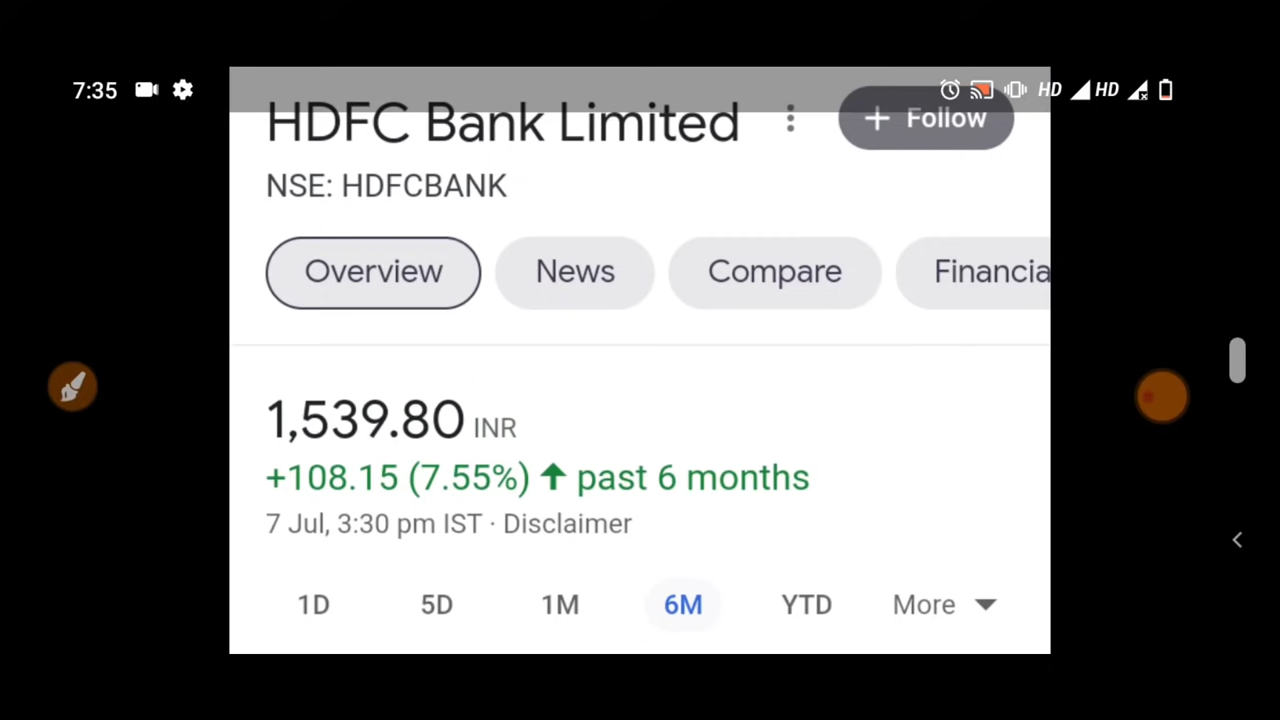 7:35 HD HD
HDFC Bank Limited + Follow
NSE: HDFCBANK
Overview News Compare Financia
1,539.80 INR
+108.15 (7.55%) ↑ past 6 months
7 Jul, 3:30 pm IST · Disclaimer
1D 5D 1M 6M YTD More